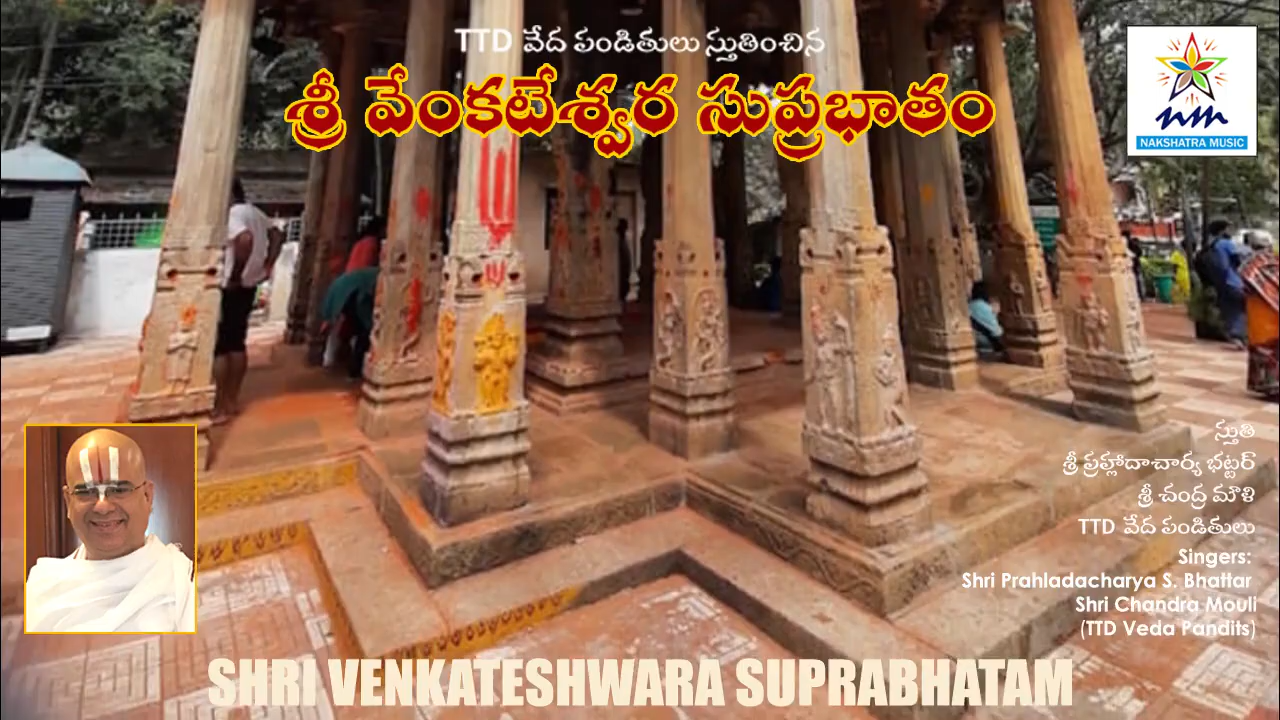 TTD వేద పండితులు స్తుతించిన
శ్రీ వేంకటేశ్వర సుప్రభాతం
nm
NAKSHATRA MUSIC
స్తుతి
శ్రీ ప్రహ్లాదాచార్య భట్టర్
శ్రీ చంద్ర మౌళి
TTD వేద పండితులు
Singers:
Shri Prahladacharya S. Bhattar
Shri Chandra Mouli
(TTD Veda Pandits)
SHRI VENKATESHWARA SUPRABHATAM